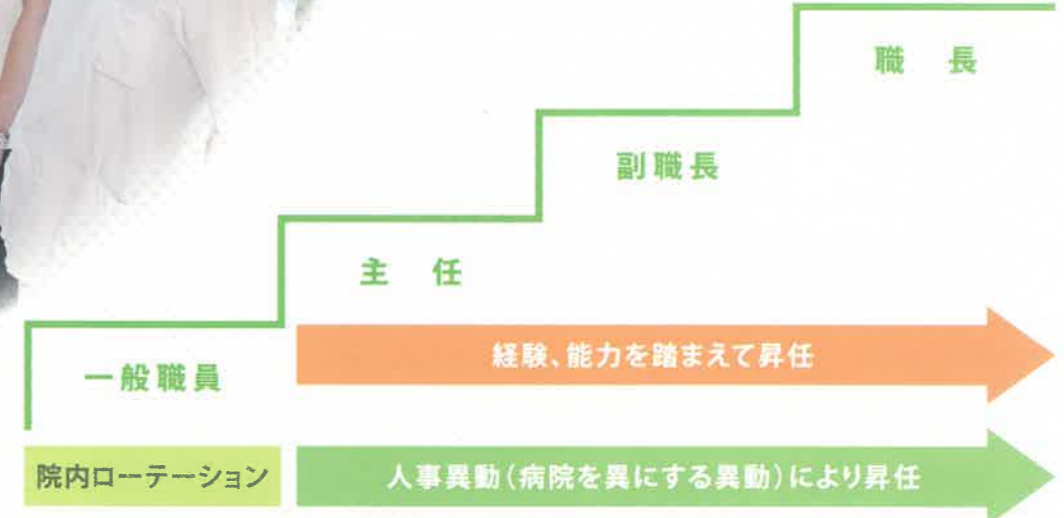 職 長
副職長
主 任
一般職員
経験、能力を踏まえて昇任
院内ローテーション
人事異動(病院を異にする異動)により昇任